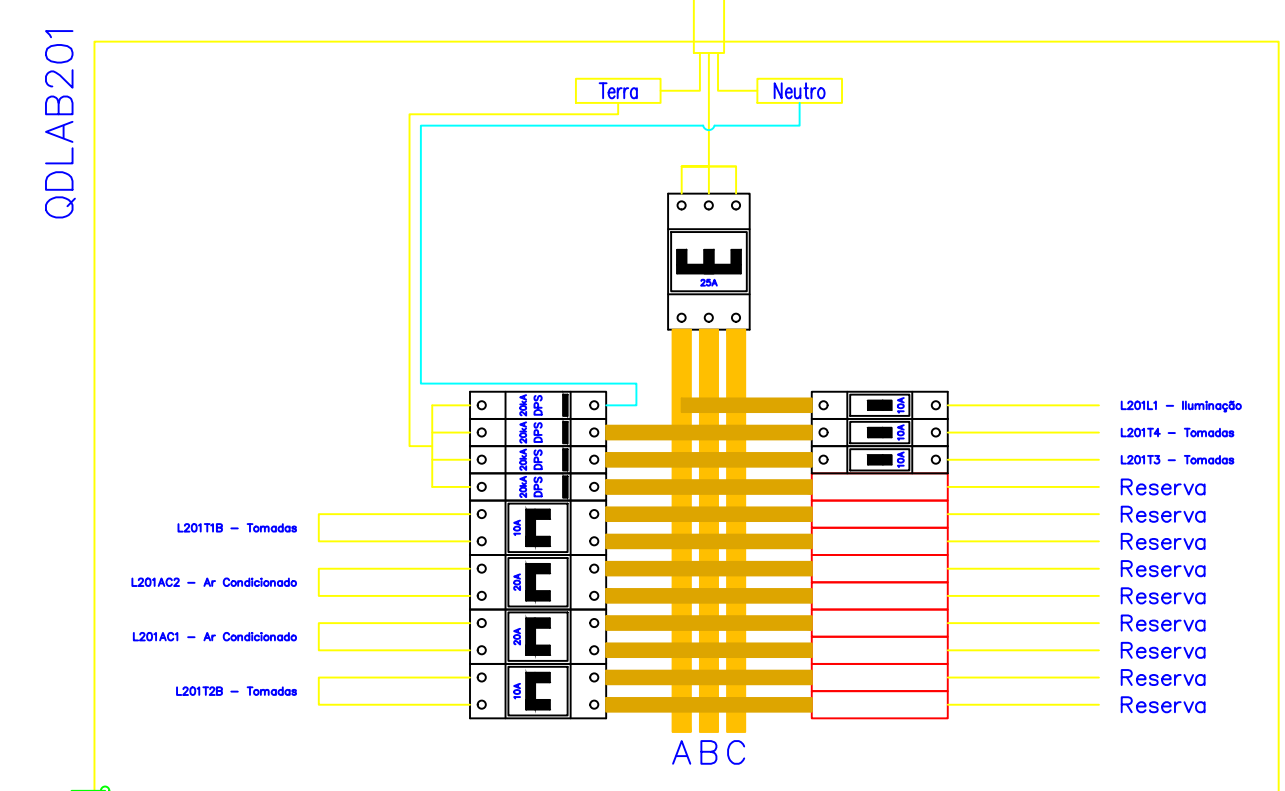 QDLAB201
Terra
Neutro
25A
20kA DPS
10A
L201L1 - Iluminação
20kA DPS
10A
L201T4 - Tomadas
20kA DPS
10A
L201T3 - Tomadas
20kA DPS
Reserva
L201T1B - Tomadas
10A
Reserva
Reserva
L201AC2 - Ar Condicionado
20A
Reserva
Reserva
L201AC1 - Ar Condicionado
20A
Reserva
Reserva
L201T2B - Tomadas
10A
Reserva
Reserva
A B C